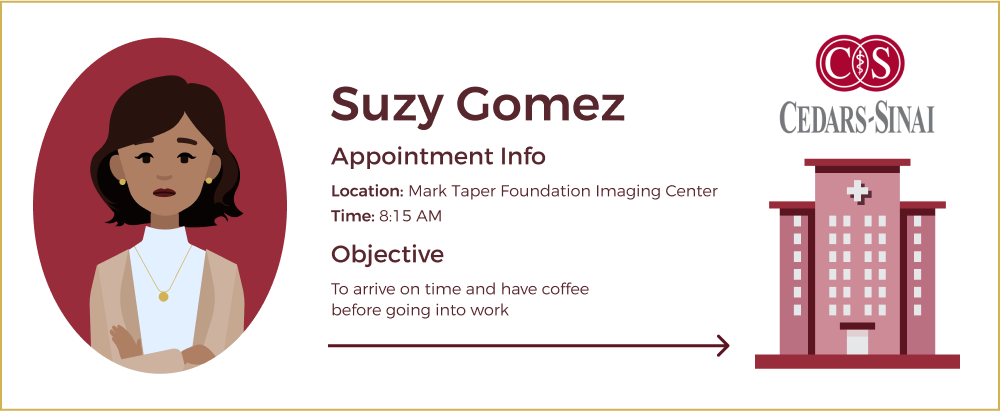 Suzy Gomez
Appointment Info
Location: Mark Taper Foundation Imaging Center
Time: 8:15 AM
Objective
To arrive on time and have coffee
before going into work
CS
CEDARS-SINAI